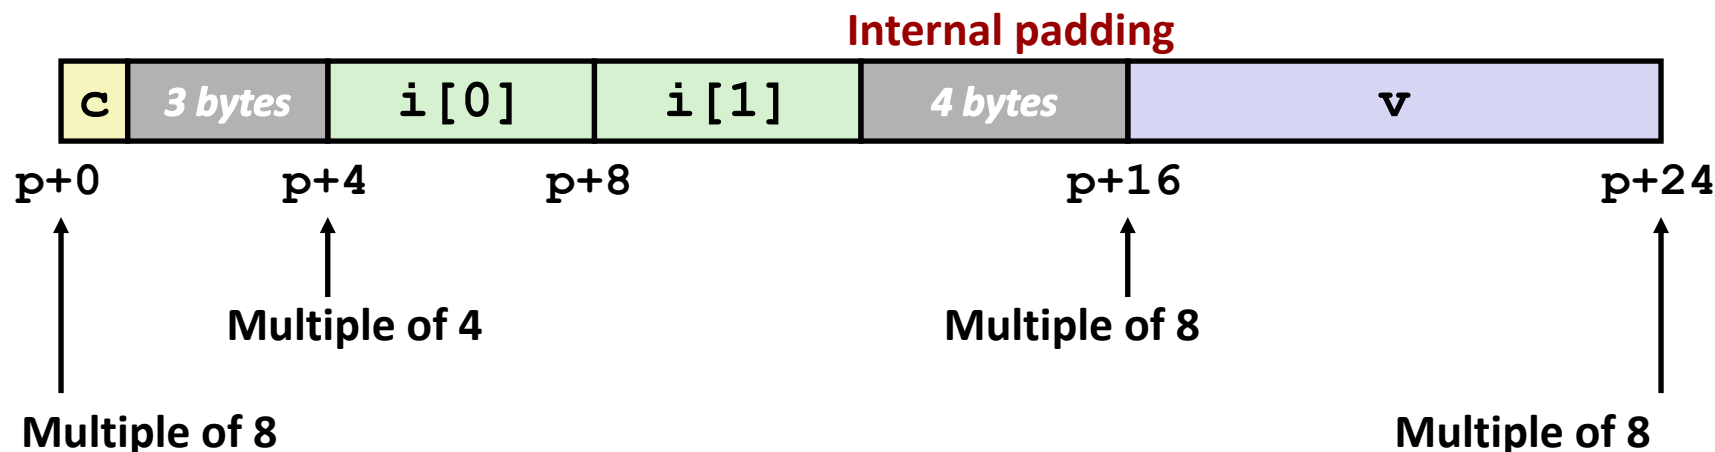 Internal padding
c 3 bytes i[0] i[1] 4 bytes v
p+0 p+4 p+8 p+16 p+24
Multiple of 4 Multiple of 8
Multiple of 8 Multiple of 8